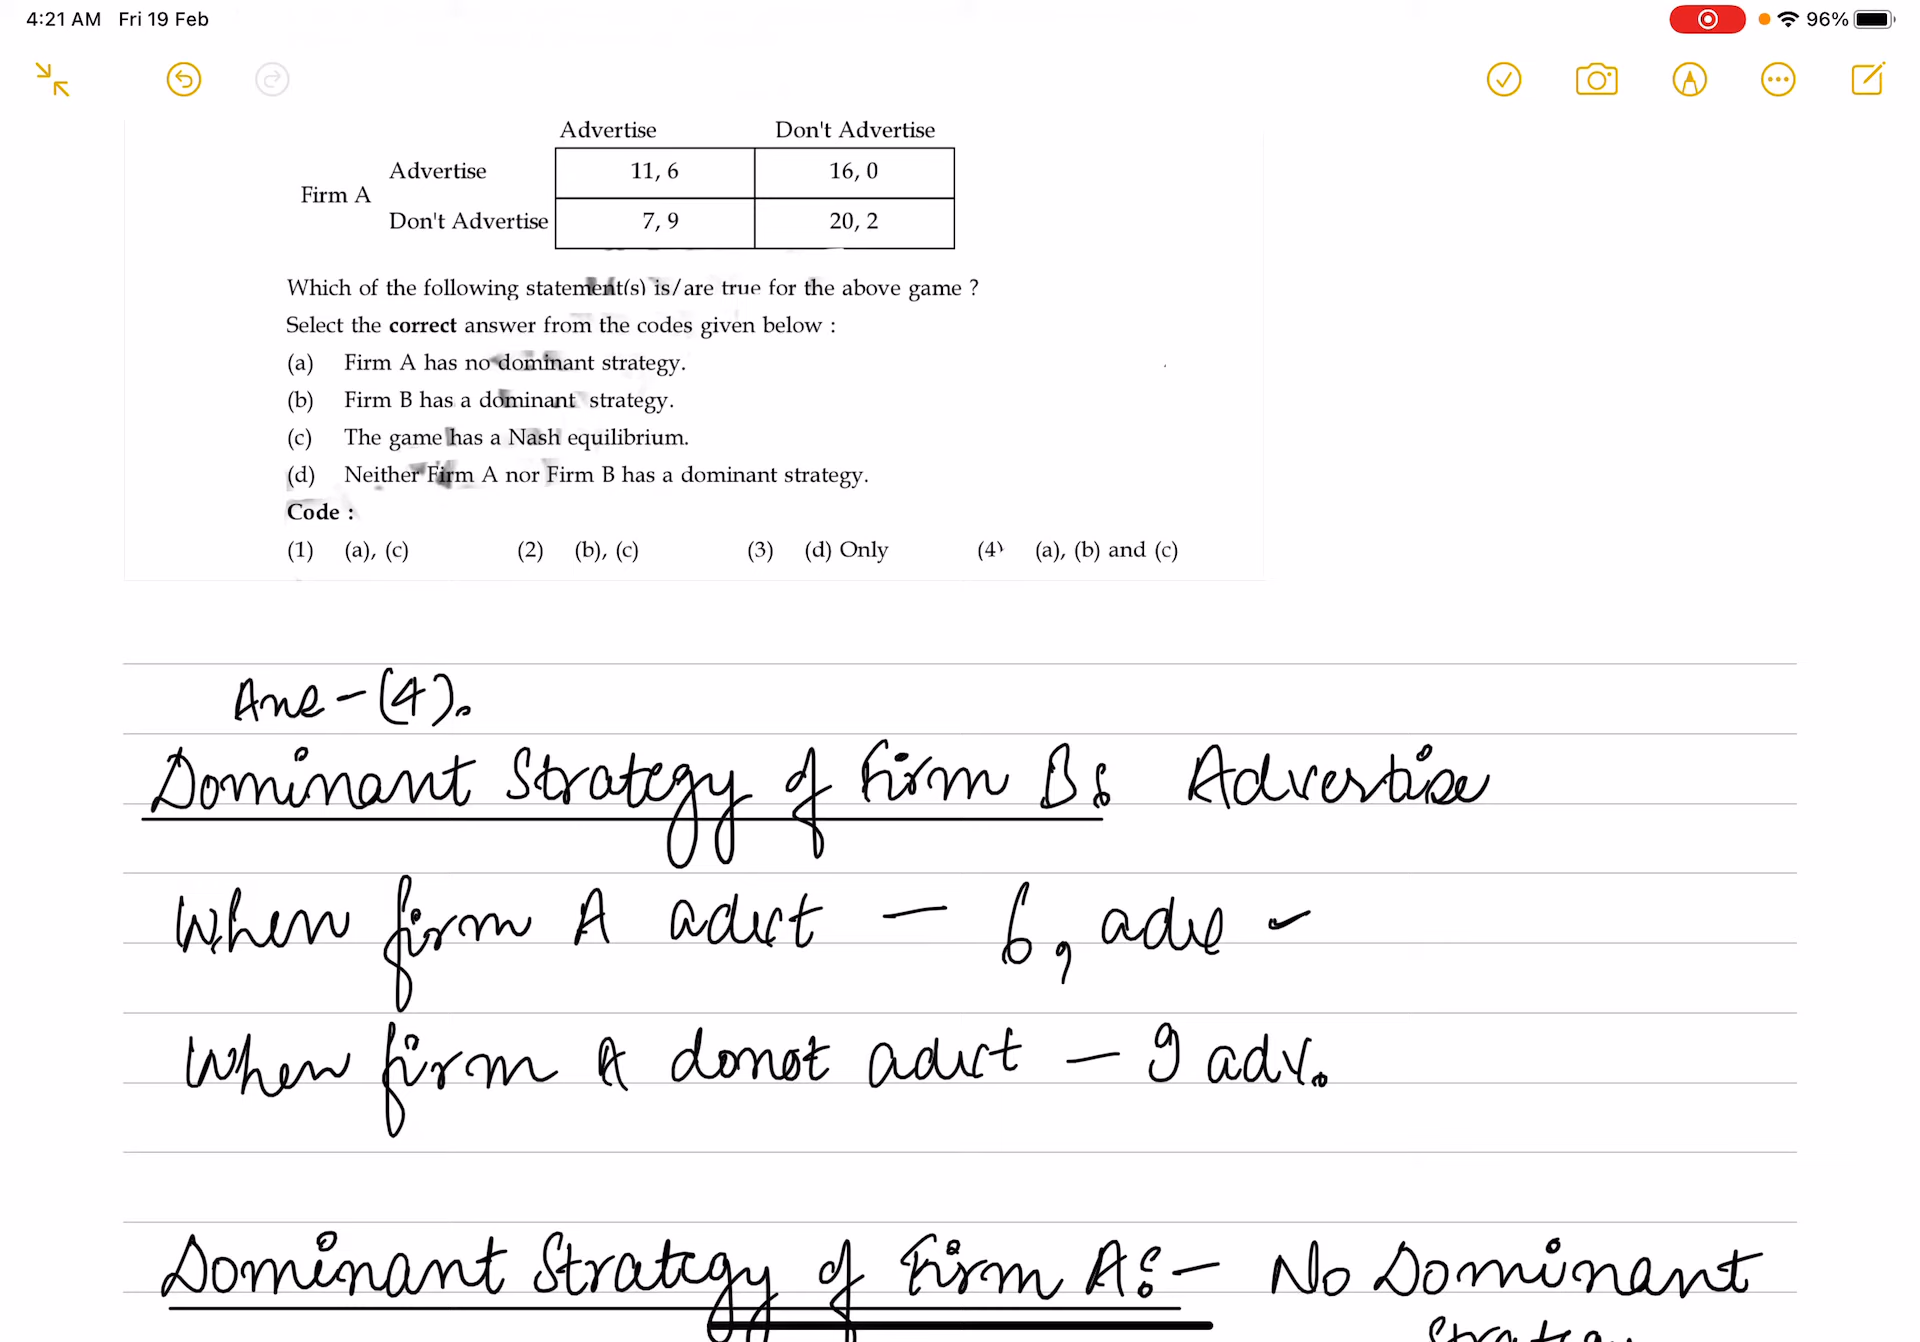 4:21 AM Fri 19 Feb 96%
Advertise Don't Advertise
Advertise 11, 6 16, 0
Firm A
Don't Advertise 7, 9 20, 2
Which of the following statement(s) is/are true for the above game ?
Select the correct answer from the codes given below :
(a) Firm A has no dominant strategy.
(b) Firm B has a dominant strategy.
(c) The game has a Nash equilibrium.
(d) Neither Firm A nor Firm B has a dominant strategy.
Code :
(1) (a), (c) (2) (b), (c) (3) (d) Only (4) (a), (b) and (c)
Ans - (4).
Dominant Strategy of Firm B: Advertise
When firm A advt - 6, adv
When firm A donot advt - 9 adv.
Dominant Strategy of Firm A:- No Dominant
Strategy